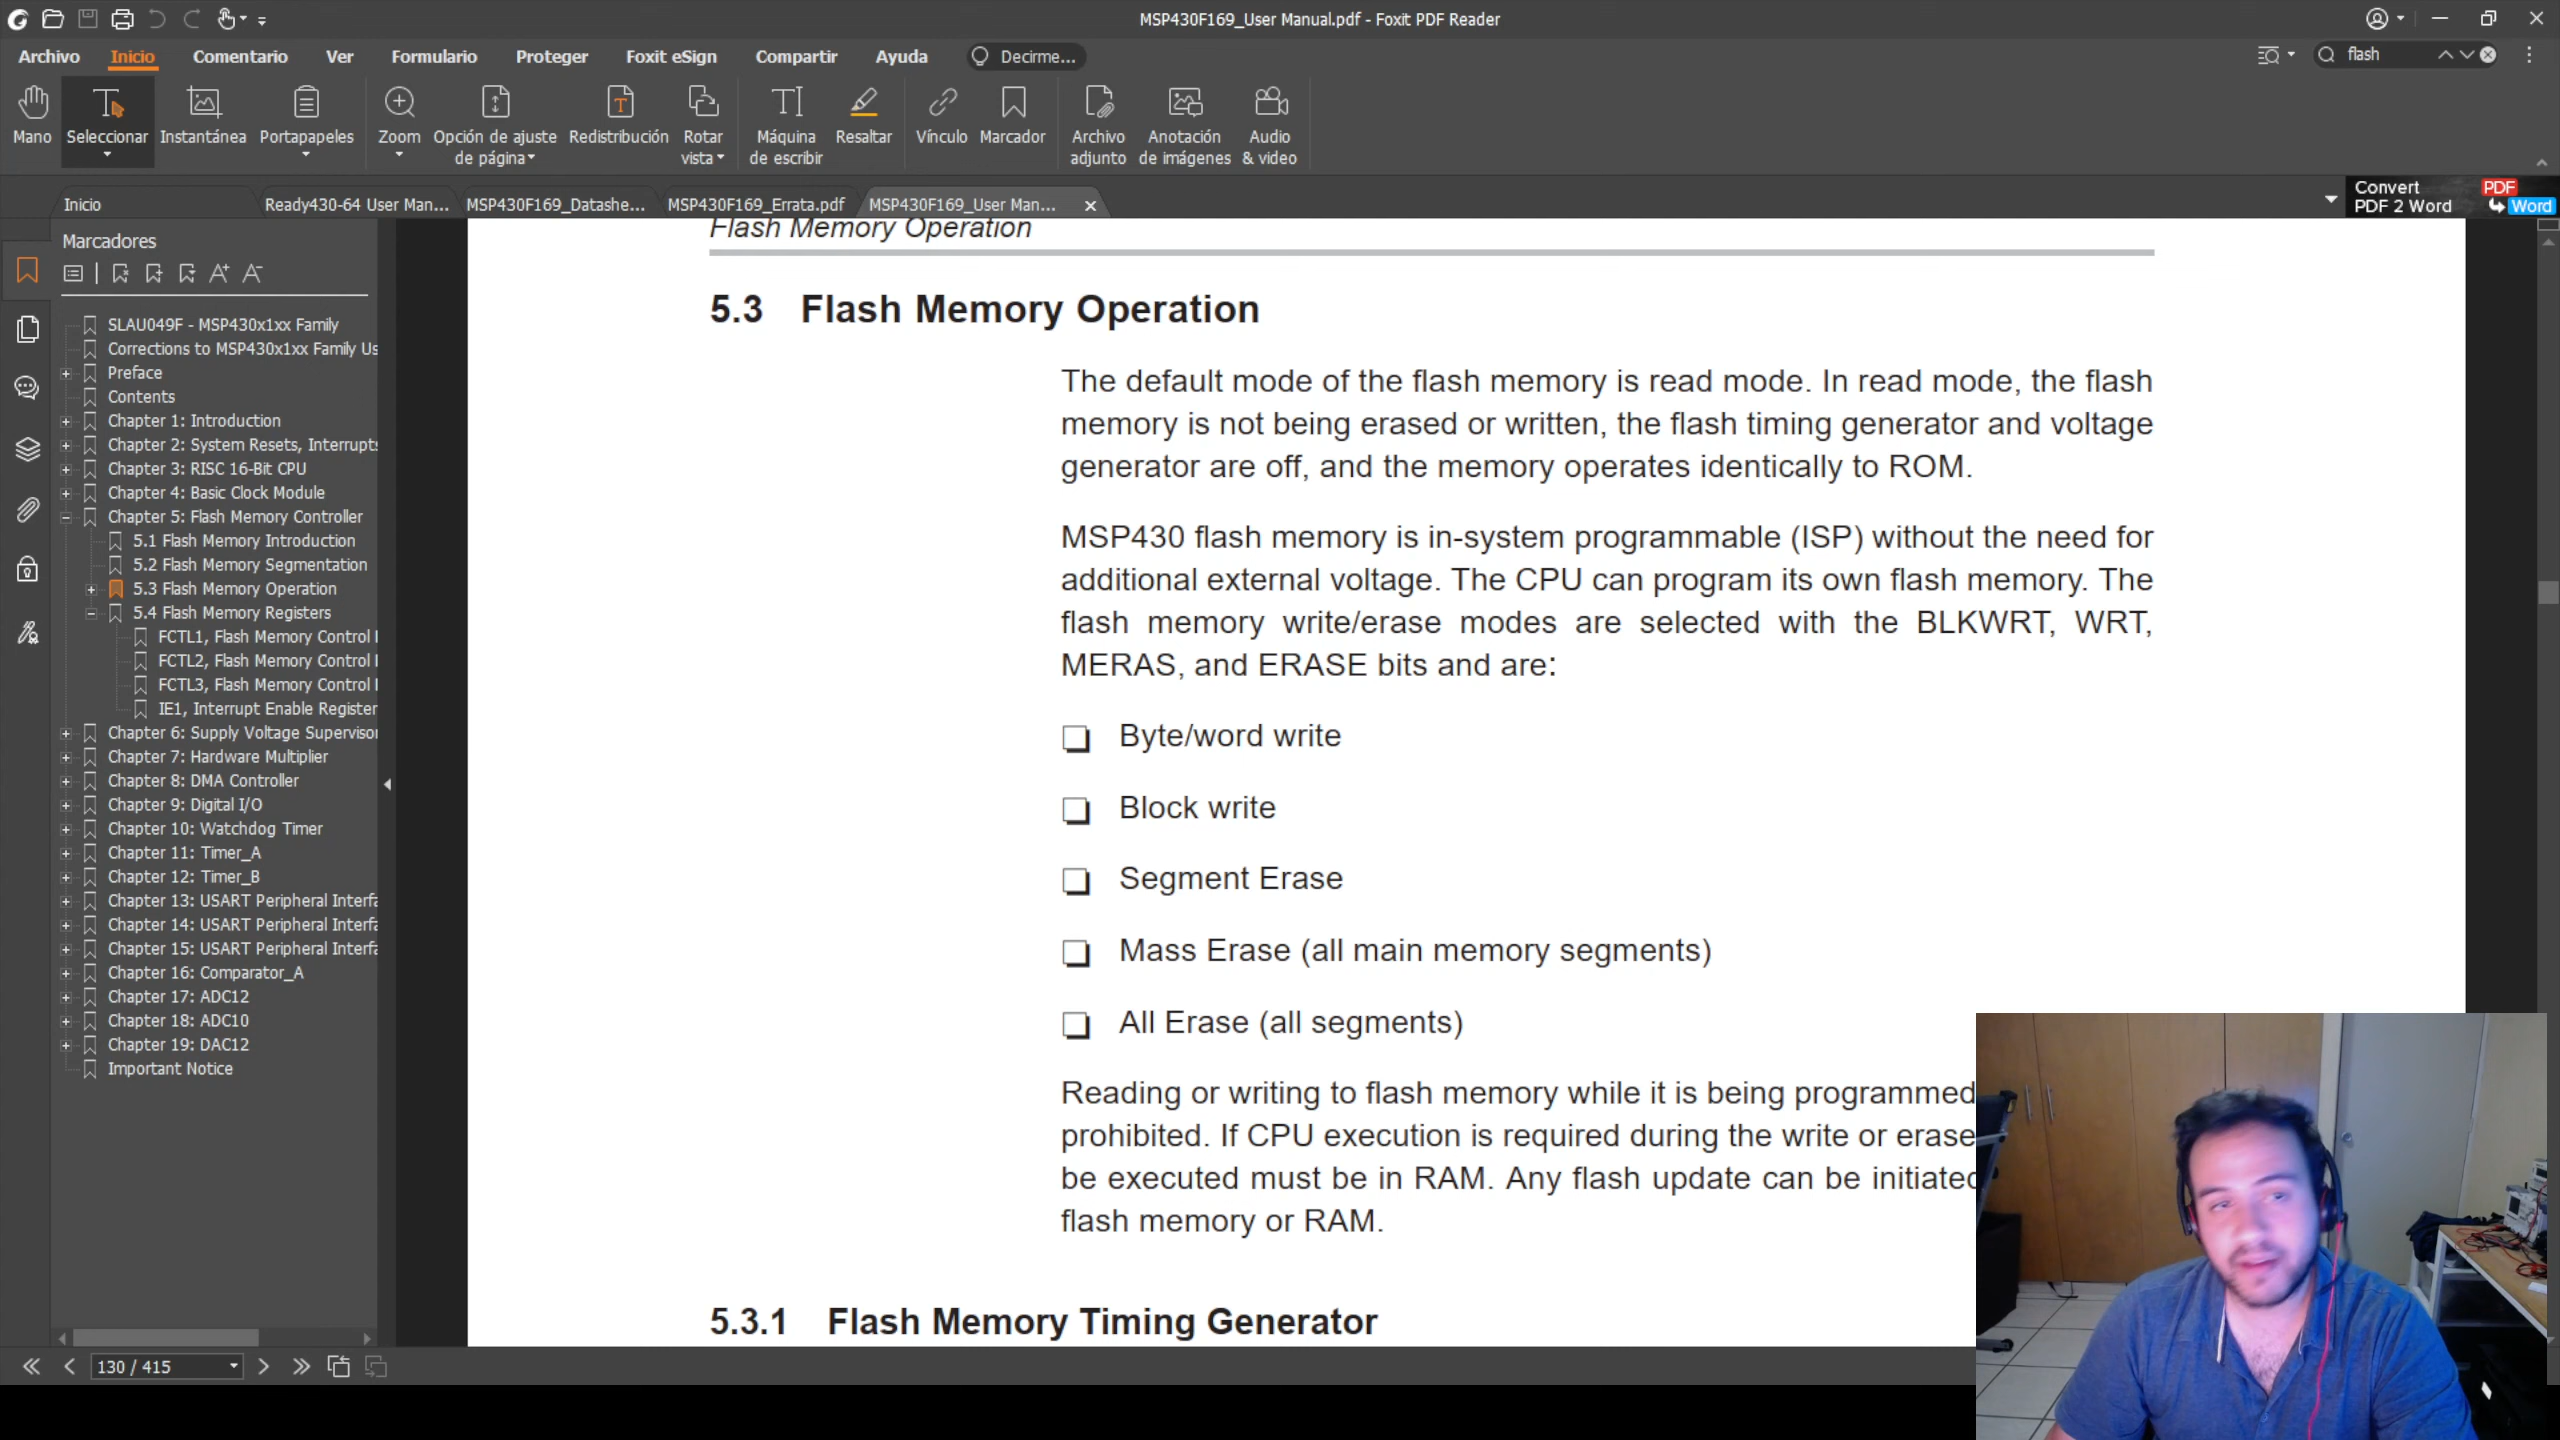 MSP430F169_User Manual.pdf - Foxit PDF Reader
Archivo Inicio Comentario Ver Formulario Proteger Foxit eSign Compartir Ayuda Decirme... flash
Mano Seleccionar Instantánea Portapapeles Zoom Opción de ajuste de página Redistribución Rotar vista Máquina de escribir Resaltar Vínculo Marcador Archivo adjunto Anotación de imágenes Audio & video
Inicio Ready430-64 User Man... MSP430F169_Datashe... MSP430F169_Errata.pdf MSP430F169_User Man...
Convert PDF
PDF 2 Word Word
Marcadores
SLAU049F - MSP430x1xx Family
Corrections to MSP430x1xx Family Us
Preface
Contents
Chapter 1: Introduction
Chapter 2: System Resets, Interrupts
Chapter 3: RISC 16-Bit CPU
Chapter 4: Basic Clock Module
Chapter 5: Flash Memory Controller
5.1 Flash Memory Introduction
5.2 Flash Memory Segmentation
5.3 Flash Memory Operation
5.4 Flash Memory Registers
FCTL1, Flash Memory Control
FCTL2, Flash Memory Control
FCTL3, Flash Memory Control
IE1, Interrupt Enable Register
Chapter 6: Supply Voltage Supervisor
Chapter 7: Hardware Multiplier
Chapter 8: DMA Controller
Chapter 9: Digital I/O
Chapter 10: Watchdog Timer
Chapter 11: Timer_A
Chapter 12: Timer_B
Chapter 13: USART Peripheral Interfa
Chapter 14: USART Peripheral Interfa
Chapter 15: USART Peripheral Interfa
Chapter 16: Comparator_A
Chapter 17: ADC12
Chapter 18: ADC10
Chapter 19: DAC12
Important Notice
Flash Memory Operation
5.3 Flash Memory Operation
The default mode of the flash memory is read mode. In read mode, the flash
memory is not being erased or written, the flash timing generator and voltage
generator are off, and the memory operates identically to ROM.
MSP430 flash memory is in-system programmable (ISP) without the need for
additional external voltage. The CPU can program its own flash memory. The
flash memory write/erase modes are selected with the BLKWRT, WRT,
MERAS, and ERASE bits and are:
Byte/word write
Block write
Segment Erase
Mass Erase (all main memory segments)
All Erase (all segments)
Reading or writing to flash memory while it is being programmed
prohibited. If CPU execution is required during the write or erase
be executed must be in RAM. Any flash update can be initiated
flash memory or RAM.
5.3.1 Flash Memory Timing Generator
130 / 415